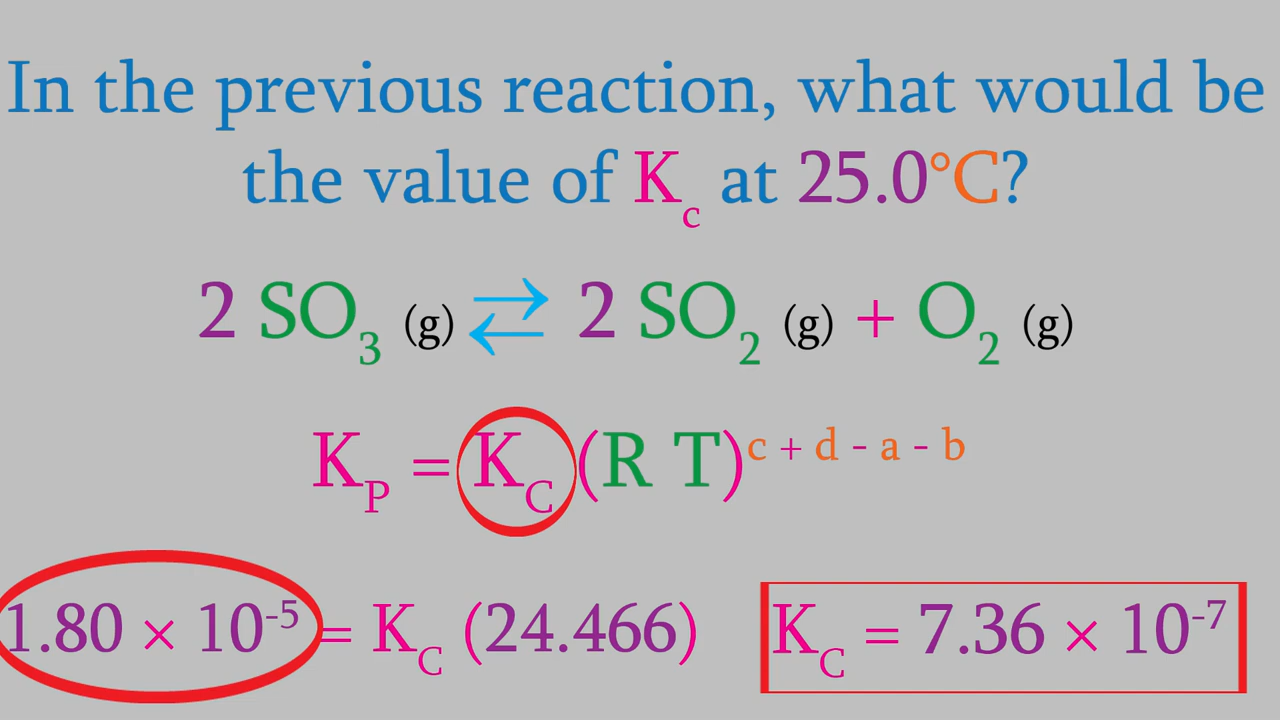 In the previous reaction, what would be
the value of Kc at 25.0°C?
2 SO3 (g) ⇄ 2 SO2 (g) + O2 (g)
KP = KC (R T)^c + d - a - b
1.80 × 10^-5 = KC (24.466) KC = 7.36 × 10^-7